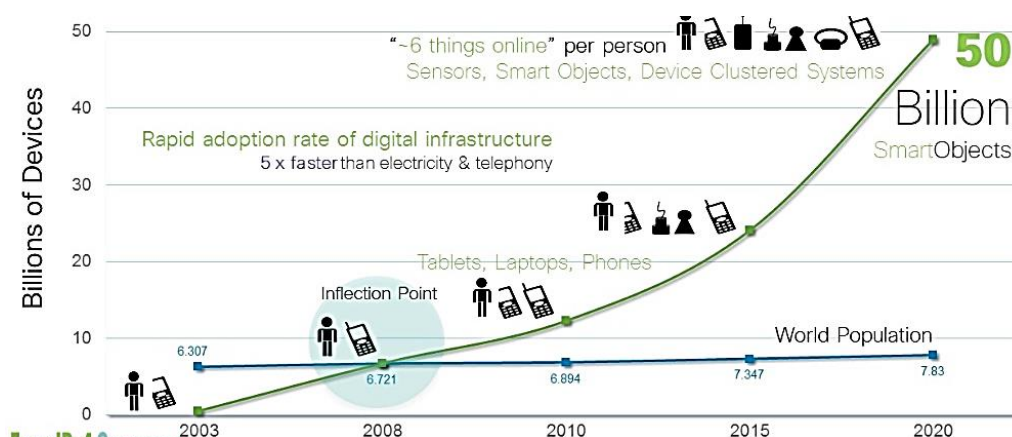 50
“~6 things online” per person
50
Sensors, Smart Objects, Device Clustered Systems
40
Billion
Rapid adoption rate of digital infrastructure
5 x faster than electricity & telephony
SmartObjects
30
Billions of Devices
20
Tablets, Laptops, Phones
Inflection Point
10
World Population
6.307
6.721
6.894
7.347
7.83
0
2003
2008
2010
2015
2020